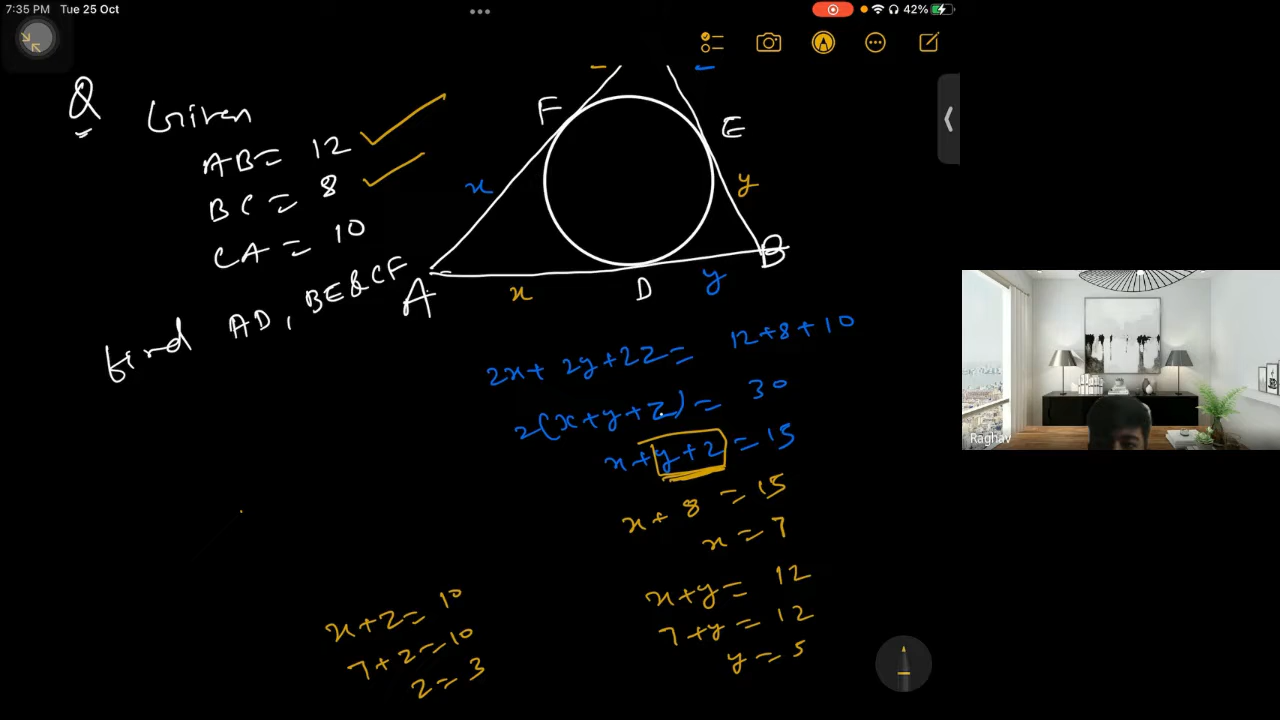 7:35 PM Tue 25 Oct
42%
Q Given
AB = 12
BC = 8
CA = 10
find AD, BE & CF
F
E
x
y
A
B
x
D
y
2x + 2y + 2z = 12 + 8 + 10
2(x + y + z) = 30
x + y + z = 15
x + 8 = 15
x = 7
x + y = 12
7 + y = 12
y = 5
x + z = 10
7 + z = 10
z = 3
Raghav